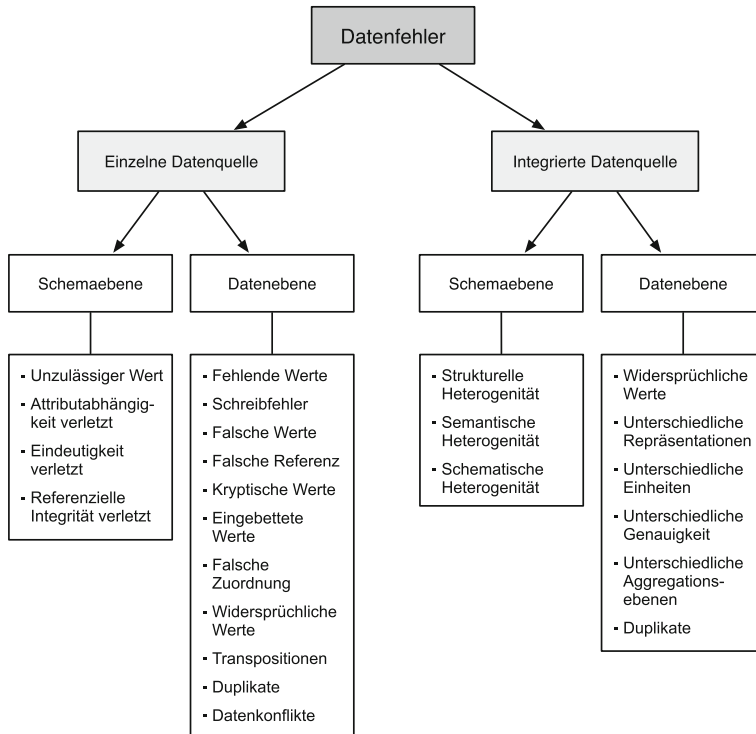 Datenfehler
Einzelne Datenquelle
Integrierte Datenquelle
Schemaebene
Datenebene
Schemaebene
Datenebene
- Unzulässiger Wert
- Attributabhängig-
keit verletzt
- Eindeutigkeit
verletzt
- Referenzielle
Integrität verletzt
- Fehlende Werte
- Schreibfehler
- Falsche Werte
- Falsche Referenz
- Kryptische Werte
- Eingebettete
Werte
- Falsche
Zuordnung
- Widersprüchliche
Werte
- Transpositionen
- Duplikate
- Datenkonflikte
- Strukturelle
Heterogenität
- Semantische
Heterogenität
- Schematische
Heterogenität
- Widersprüchliche
Werte
- Unterschiedliche
Repräsentationen
- Unterschiedliche
Einheiten
- Unterschiedliche
Genauigkeit
- Unterschiedliche
Aggregations-
ebenen
- Duplikate